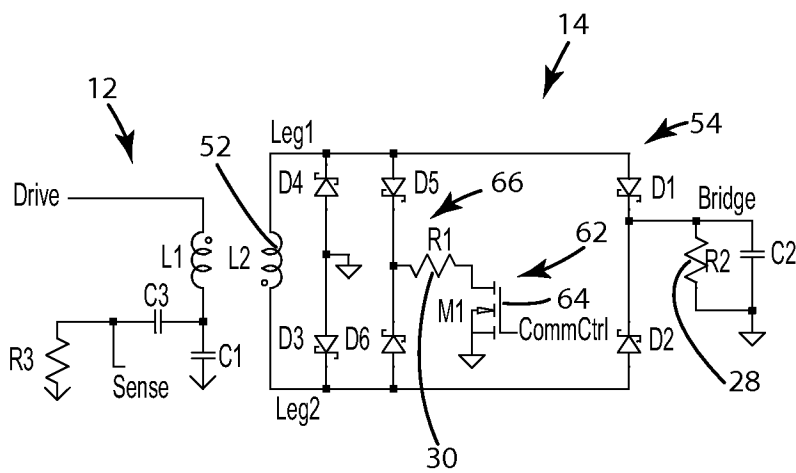 14
12
54
52
Leg1
D4
D5
66
D1
Bridge
Drive
62
R1
L1
L2
R2
C2
64
M1
C3
CommCtrl
D3
D6
D2
R3
C1
Sense
28
Leg2
30